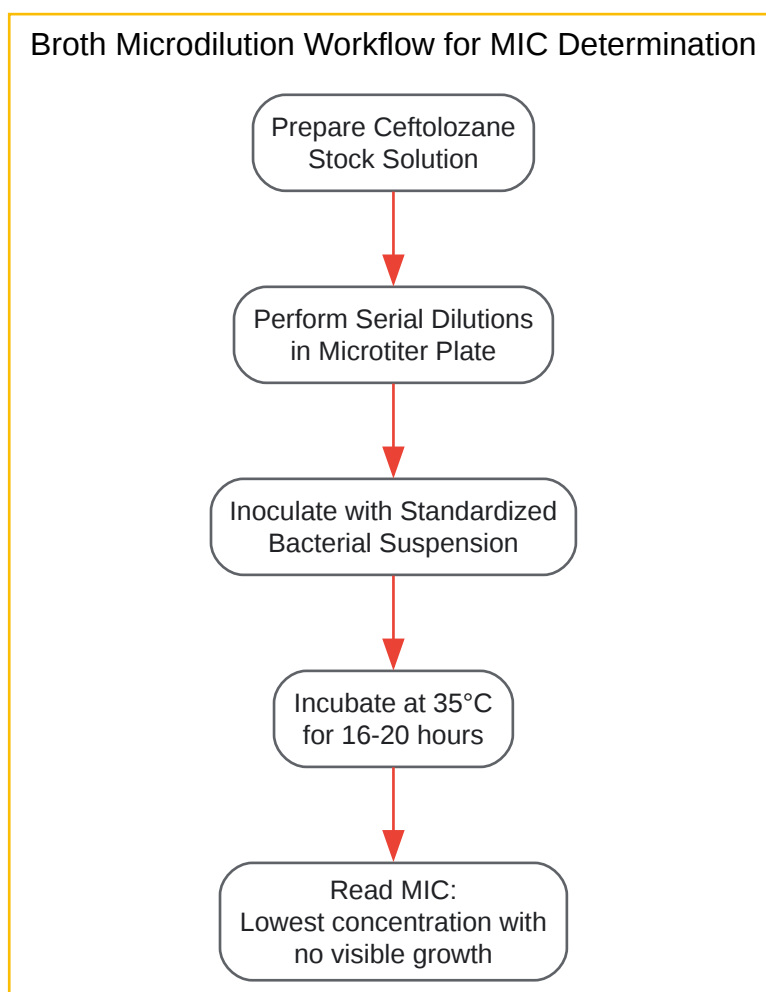 Broth Microdilution Workflow for MIC Determination
Prepare Ceftolozane
Stock Solution
Perform Serial Dilutions
in Microtiter Plate
Inoculate with Standardized
Bacterial Suspension
Incubate at 35°C
for 16-20 hours
Read MIC:
Lowest concentration with
no visible growth